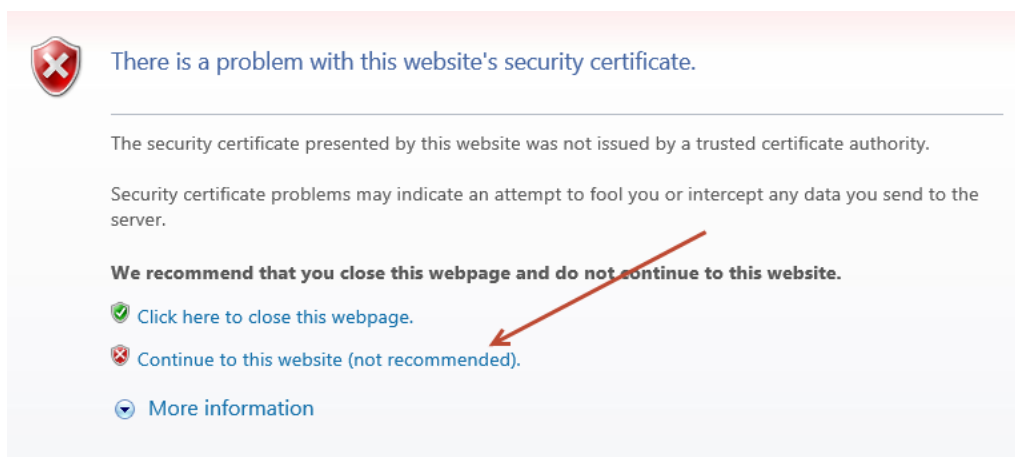 There is a problem with this website's security certificate.
The security certificate presented by this website was not issued by a trusted certificate authority.
Security certificate problems may indicate an attempt to fool you or intercept any data you send to the
server.
We recommend that you close this webpage and do not continue to this website.
Click here to close this webpage.
Continue to this website (not recommended).
More information